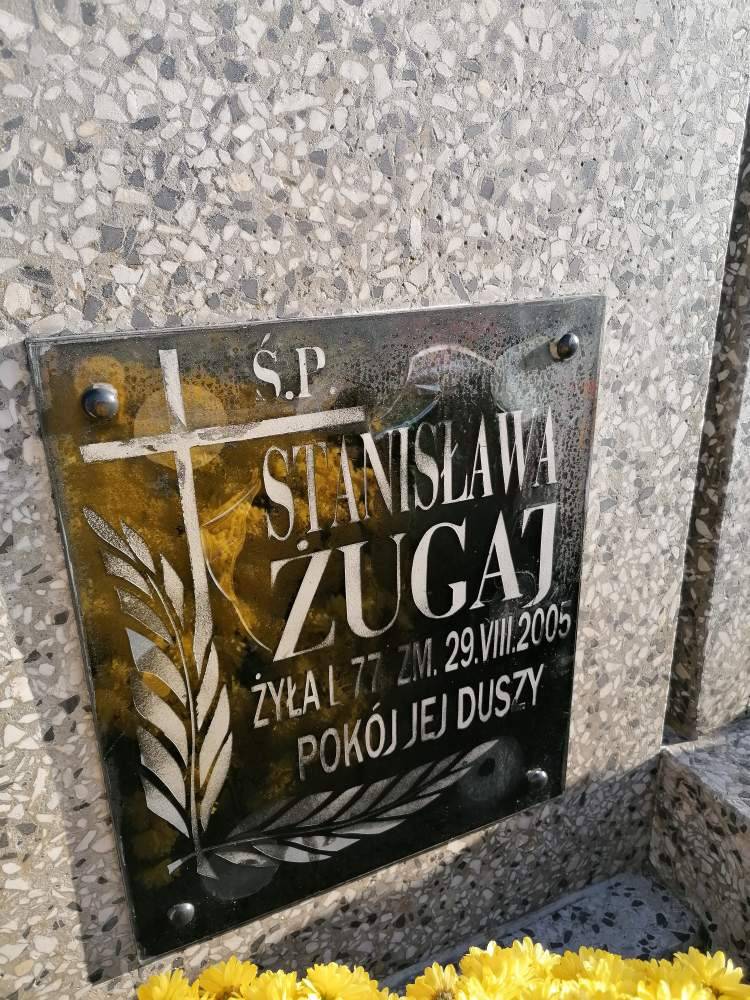 Ś.P.
STANISŁAWA
ŻUGAJ
ŻYŁA L 77 ZM. 29.VIII.2005
POKÓJ JEJ DUSZY